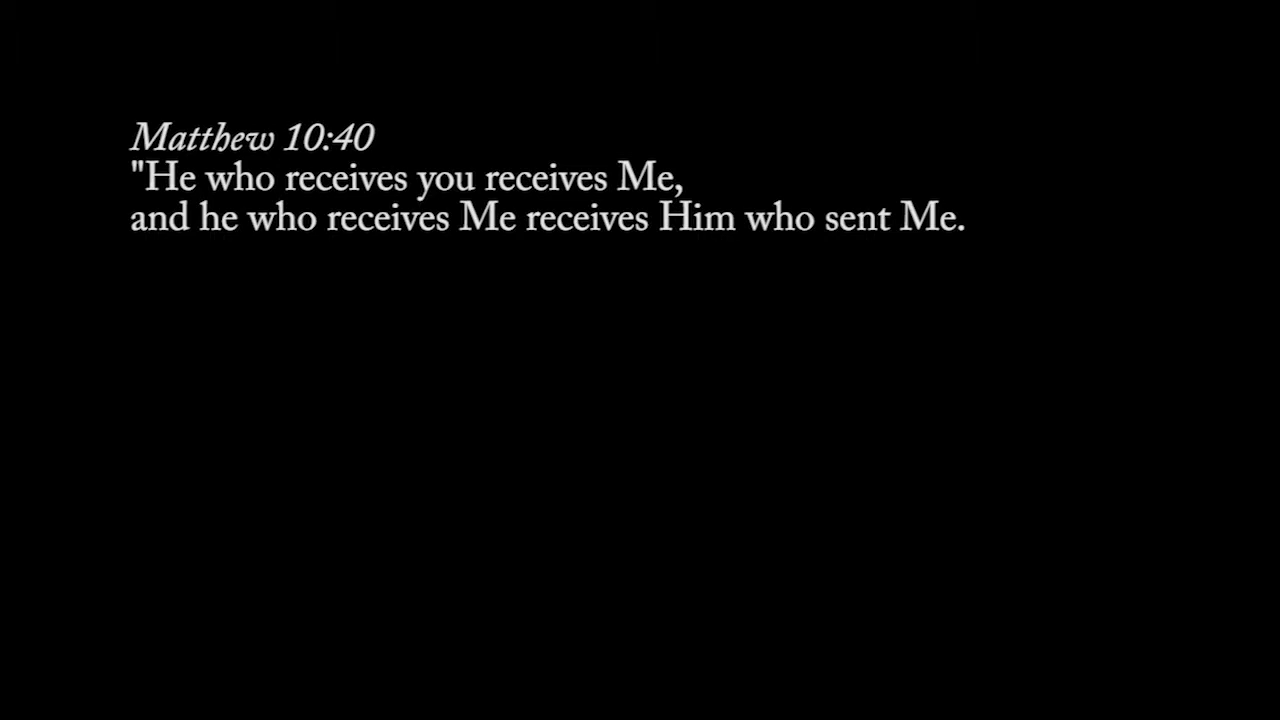 Matthew 10:40
"He who receives you receives Me,
and he who receives Me receives Him who sent Me.